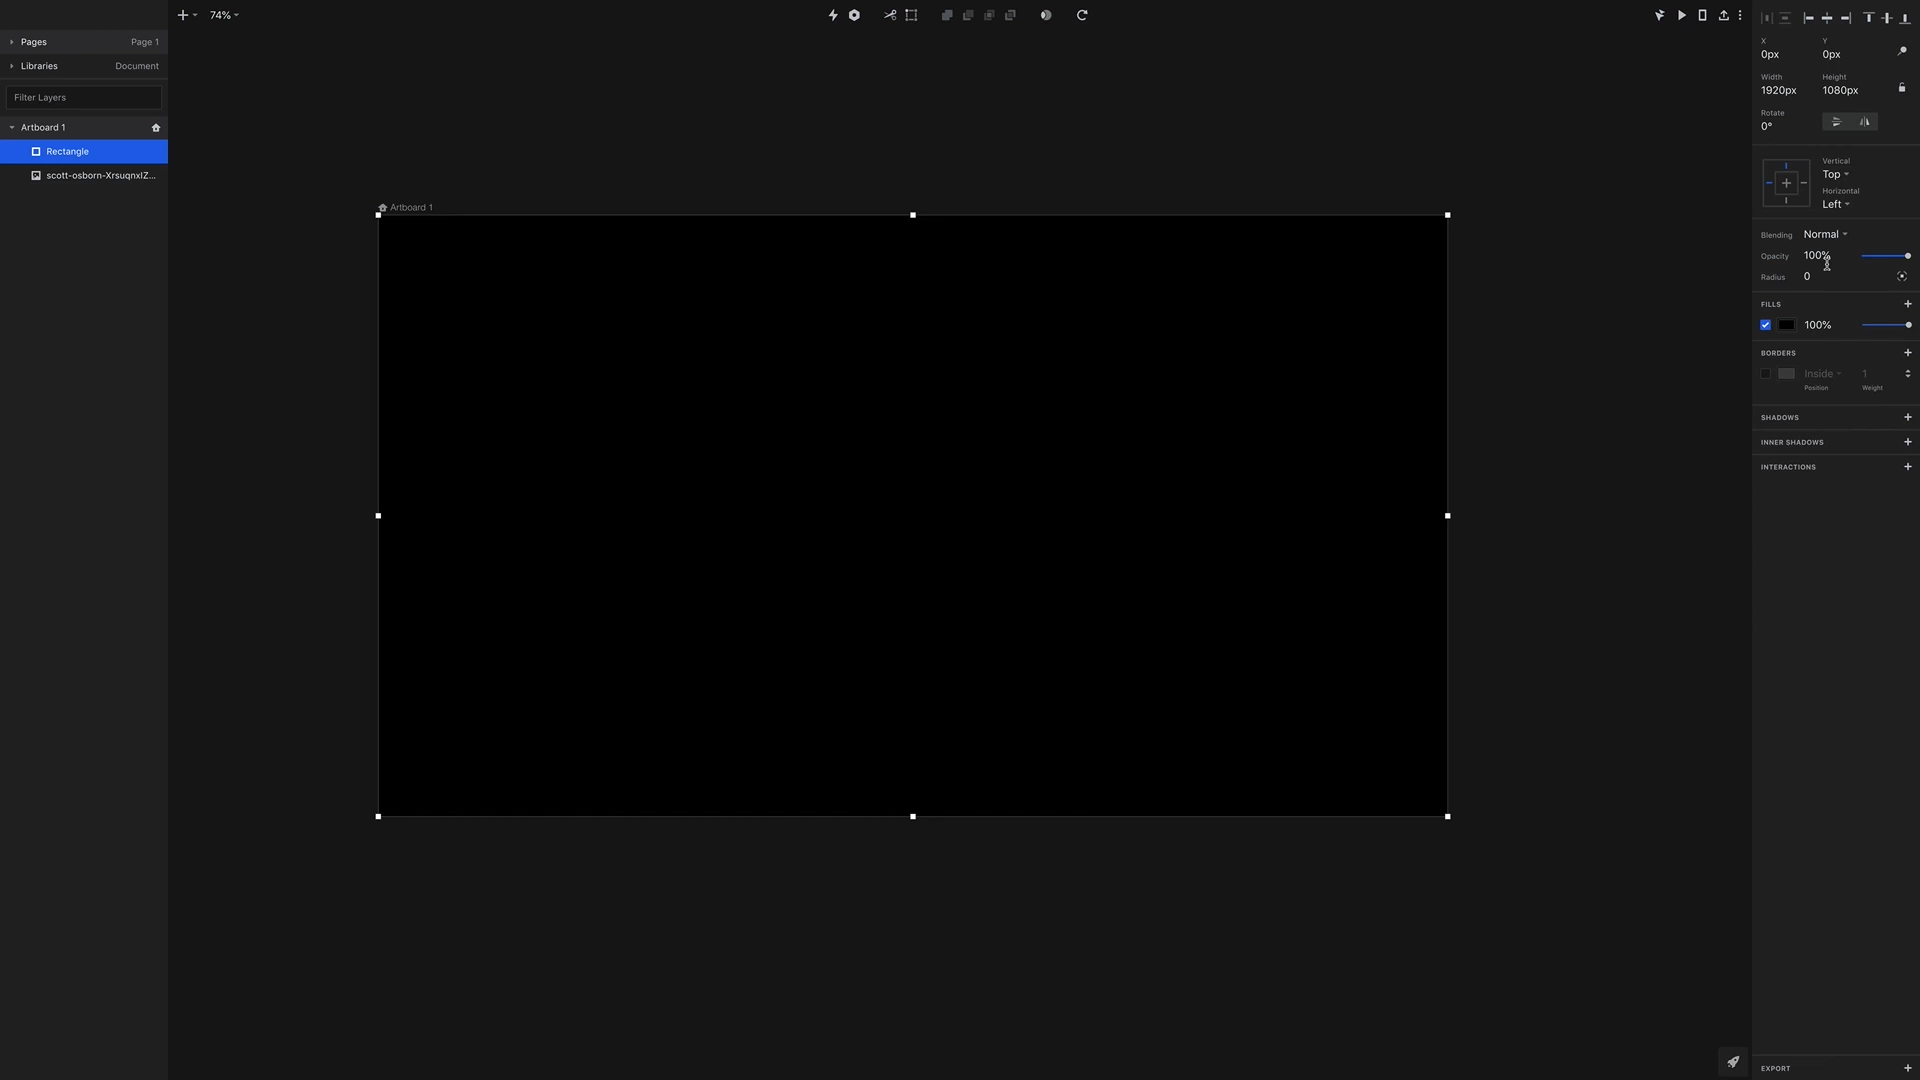 74%
Pages Page 1
Libraries Document
Filter Layers
Artboard 1
Rectangle
scott-osborn-XrsuqnxIZ...
Artboard 1
X Y
0px 0px
Width Height
1920px 1080px
Rotate
0°
Vertical
Top
Horizontal
Left
Blending Normal
Opacity 100%
Radius 0
FILLS
100%
BORDERS
Inside 1
Position Weight
SHADOWS
INNER SHADOWS
INTERACTIONS
EXPORT